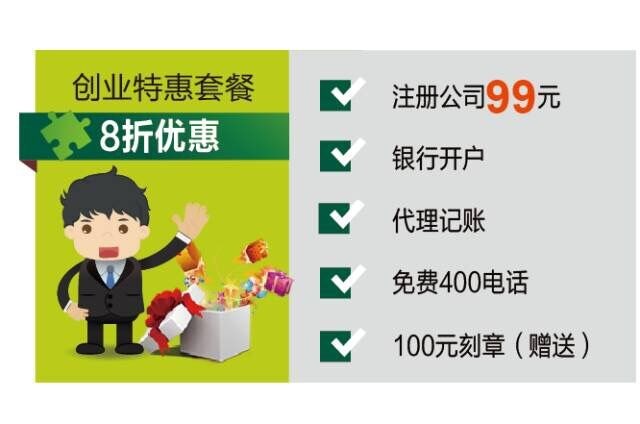 创业特惠套餐
8折优惠
注册公司99元
银行开户
代理记账
免费400电话
100元刻章（赠送）